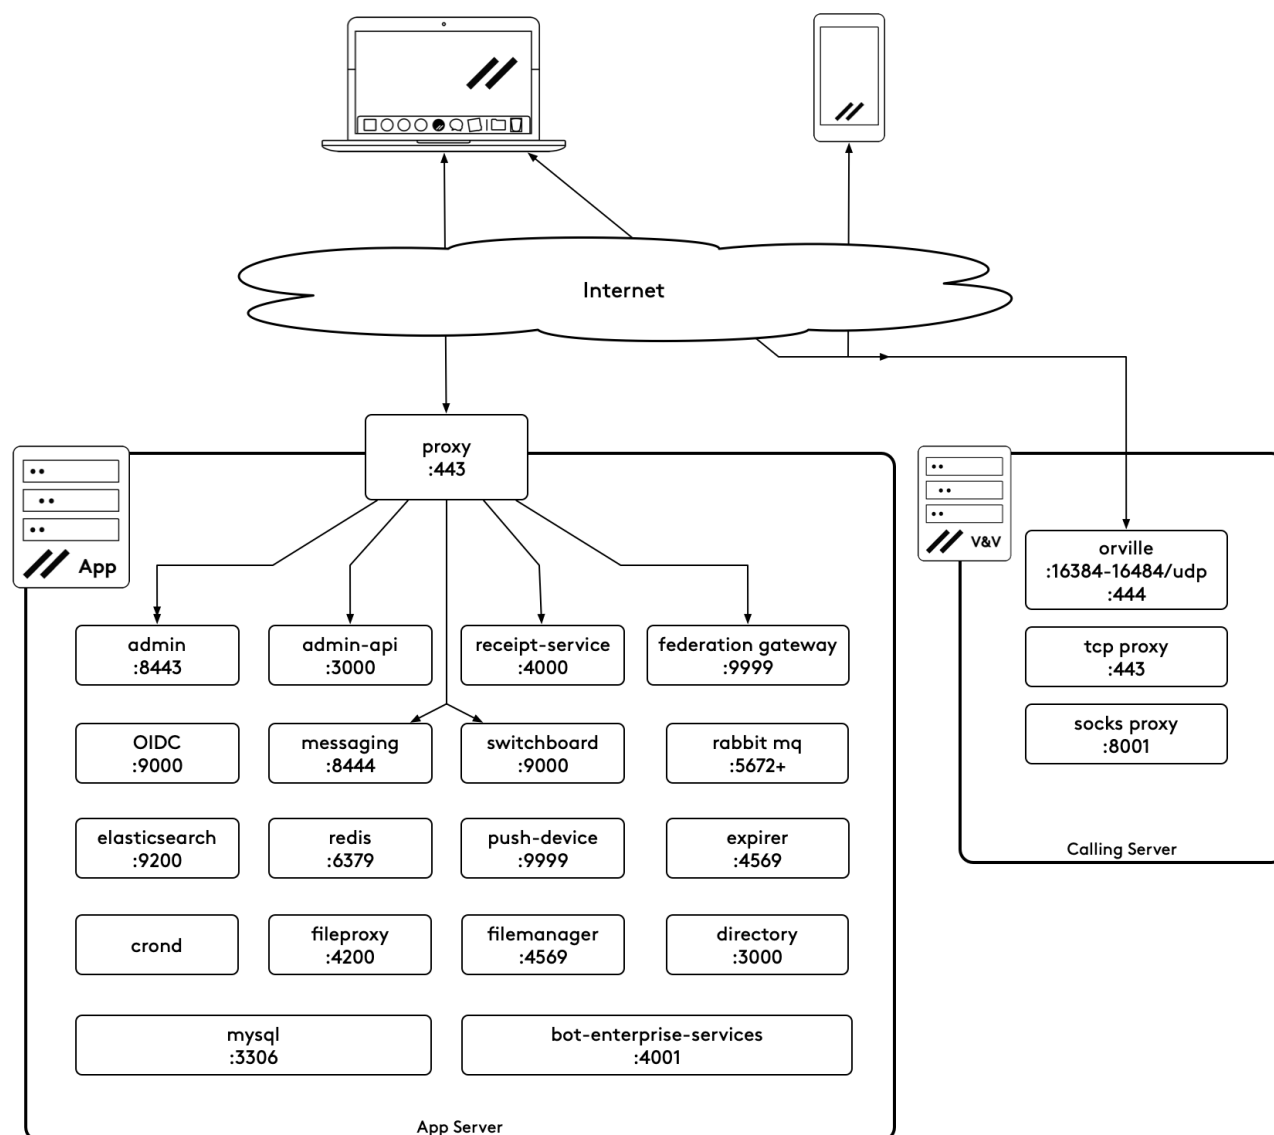 Internet
proxy
:443
App
V&V
orville
:16384-16484/udp
:444
admin
:8443
admin-api
:3000
receipt-service
:4000
federation gateway
:9999
tcp proxy
:443
OIDC
:9000
messaging
:8444
switchboard
:9000
rabbit mq
:5672+
socks proxy
:8001
elasticsearch
:9200
redis
:6379
push-device
:9999
expirer
:4569
Calling Server
crond
fileproxy
:4200
filemanager
:4569
directory
:3000
mysql
:3306
bot-enterprise-services
:4001
App Server